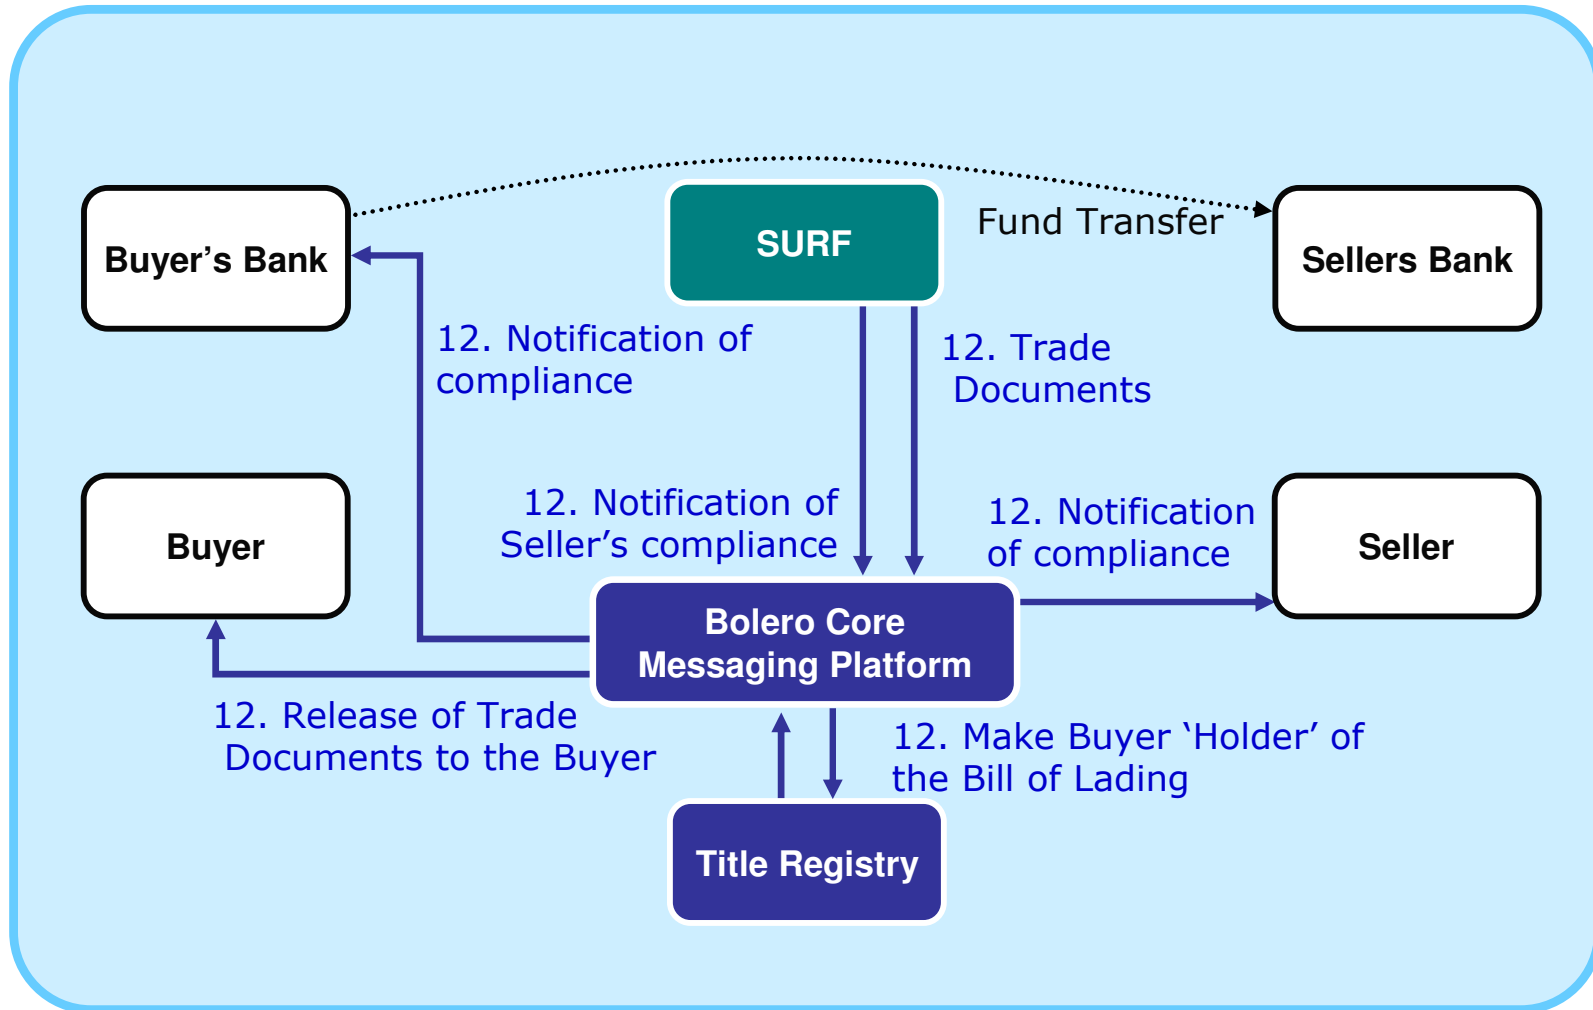 Buyer’s Bank
SURF
Fund Transfer
Sellers Bank
12. Notification of
compliance
12. Trade
Documents
Buyer
12. Notification of
Seller’s compliance
12. Notification
of compliance
Seller
Bolero Core
Messaging Platform
12. Release of Trade
Documents to the Buyer
12. Make Buyer ‘Holder’ of
the Bill of Lading
Title Registry